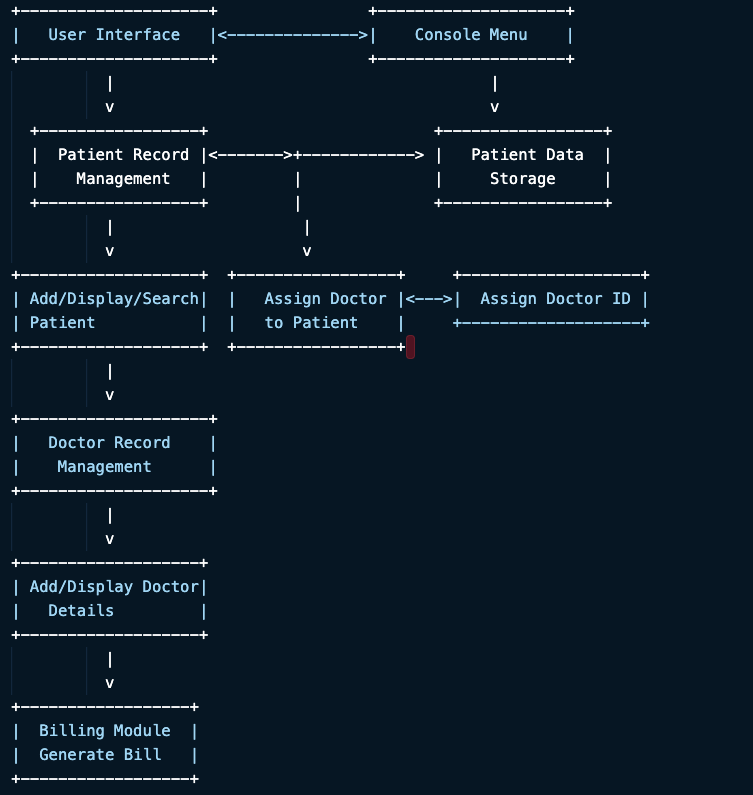 +---------------------+                +---------------------+
|   User Interface   |<-------------->|    Console Menu    |
+---------------------+                +---------------------+
          |                                        |
          v                                        v
  +-----------------+                        +------------------+
  |  Patient Record |<------->+------------> |   Patient Data  |
  |    Management   |         |              |     Storage     |
  +-----------------+         |              +------------------+
          |                    |
          v                    v
+--------------------+  +------------------+     +-------------------+
| Add/Display/Search|  |   Assign Doctor |<--->|  Assign Doctor ID |
| Patient           |  |   to Patient    |     +-------------------+
+--------------------+  +------------------+
          |
          v
+---------------------+
|   Doctor Record    |
|    Management      |
+---------------------+
          |
          v
+-------------------+
| Add/Display Doctor|
|   Details         |
+-------------------+
          |
          v
+------------------+
|  Billing Module  |
|  Generate Bill   |
+------------------+